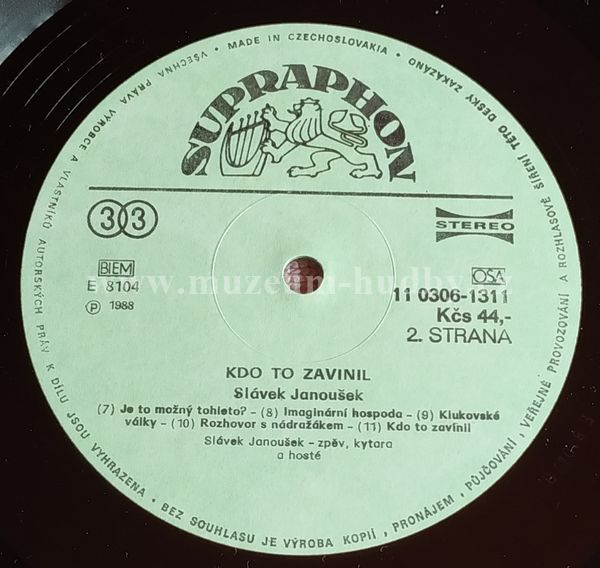 VŠECHNA PRÁVA VÝROBCE A VLASTNÍKŮ AUTORSKÝCH PRÁV K DÍLU JSOU VYHRAZENA • BEZ SOUHLASU JE VÝROBA KOPIÍ, PRONÁJEM, PŮJČOVÁNÍ, VEŘEJNÉ PROVOZOVÁNÍ A ROZHLASOVÉ ŠÍŘENÍ TÉTO DESKY ZAKÁZÁNO • MADE IN CZECHOSLOVAKIA •
SUPRAPHON
33
STEREO
BIEM
OSA
E 8104
11 0306-1311
Ⓟ 1988
Kčs 44,-
2. STRANA
www.muzeum-hudby.cz
KDO TO ZAVINIL
Slávek Janoušek
(7) Je to možný tohleto? – (8) Imaginární hospoda – (9) Klukovské
války – (10) Rozhovor s nádražákem – (11) Kdo to zavinil
Slávek Janoušek – zpěv, kytara
a hosté